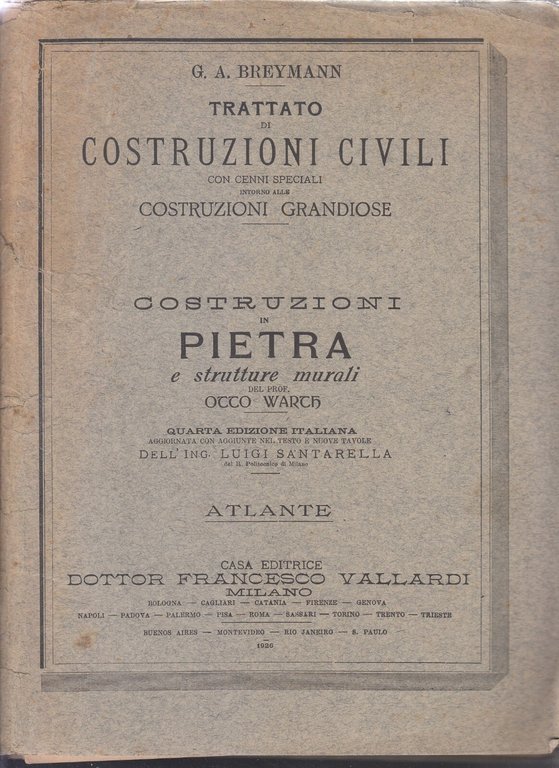 G. A. BREYMANN
TRATTATO
DI
COSTRUZIONI CIVILI
CON CENNI SPECIALI
INTORNO ALLE
COSTRUZIONI GRANDIOSE
COSTRUZIONI
IN
PIETRA
e strutture murali
DEL PROF.
OTTO WARTH
QUARTA EDIZIONE ITALIANA
AGGIORNATA CON AGGIUNTE NEL TESTO E NUOVE TAVOLE
DELL'ING. LUIGI SANTARELLA
del R. Politecnico di Milano
ATLANTE
CASA EDITRICE
DOTTOR FRANCESCO VALLARDI
MILANO
BOLOGNA — CAGLIARI — CATANIA — FIRENZE — GENOVA
NAPOLI — PADOVA — PALERMO — PISA — ROMA — SASSARI — TORINO — TRENTO — TRIESTE
BUENOS AIRES — MONTEVIDEO — RIO JANEIRO — S. PAULO
1926